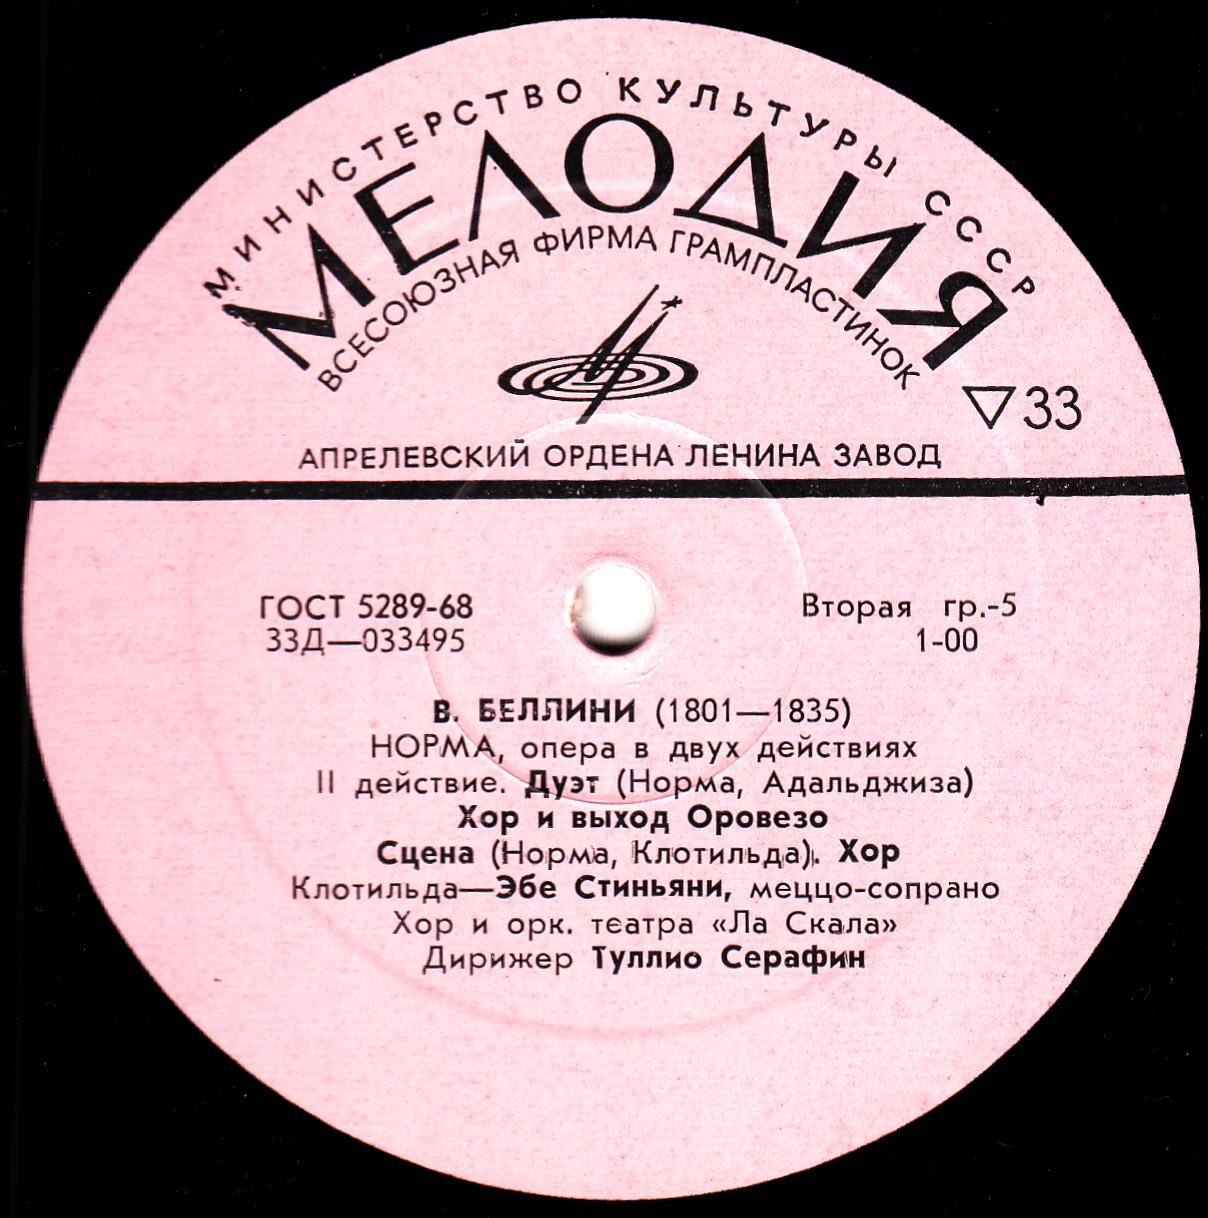 МИНИСТЕРСТВО КУЛЬТУРЫ СССР
МЕЛОДИЯ
ВСЕСОЮЗНАЯ ФИРМА ГРАМПЛАСТИНОК
▽33
АПРЕЛЕВСКИЙ ОРДЕНА ЛЕНИНА ЗАВОД
ГОСТ 5289-68 Вторая гр.-5
33Д—033495 1-00
В. БЕЛЛИНИ (1801—1835)
НОРМА, опера в двух действиях
II действие. Дуэт (Норма, Адальджиза)
Хор и выход Оровезо
Сцена (Норма, Клотильда). Хор
Клотильда—Эбе Стиньяни, меццо-сопрано
Хор и орк. театра «Ла Скала»
Дирижер Туллио Серафин